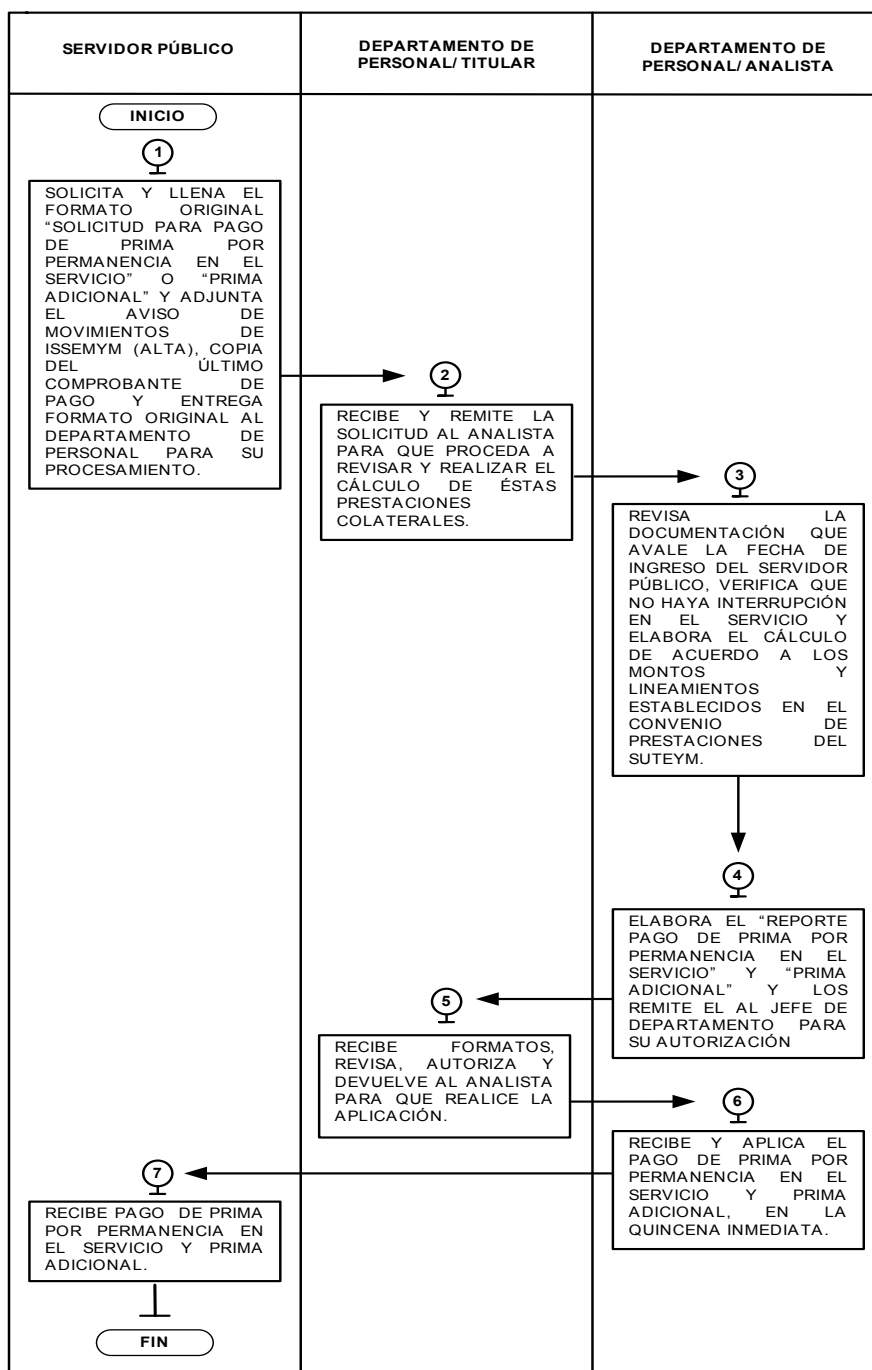 SERVIDOR PÚBLICO
DEPARTAMENTO DE
PERSONAL/ TITULAR
DEPARTAMENTO DE
PERSONAL/ ANALISTA
INICIO
1
SOLICITA Y LLENA EL
FORMATO ORIGINAL
“SOLICITUD PARA PAGO
DE PRIMA POR
PERMANENCIA EN EL
SERVICIO” O “PRIMA
ADICIONAL” Y ADJUNTA
EL AVISO DE
MOVIMIENTOS DE
ISSEMYM (ALTA), COPIA
DEL ÚLTIMO
COMPROBANTE DE
PAGO Y ENTREGA
FORMATO ORIGINAL AL
DEPARTAMENTO DE
PERSONAL PARA SU
PROCESAMIENTO.
2
RECIBE Y REMITE LA
SOLICITUD AL ANALISTA
PARA QUE PROCEDA A
REVISAR Y REALIZAR EL
CÁLCULO DE ÉSTAS
PRESTACIONES
COLATERALES.
3
REVISA LA
DOCUMENTACIÓN QUE
AVALE LA FECHA DE
INGRESO DEL SERVIDOR
PÚBLICO, VERIFICA QUE
NO HAYA INTERRUPCIÓN
EN EL SERVICIO Y
ELABORA EL CÁLCULO
DE ACUERDO A LOS
MONTOS Y
LINEAMIENTOS
ESTABLECIDOS EN EL
CONVENIO DE
PRESTACIONES DEL
SUTEYM.
4
ELABORA EL “REPORTE
PAGO DE PRIMA POR
PERMANENCIA EN EL
SERVICIO” Y “PRIMA
ADICIONAL” Y LOS
REMITE EL AL JEFE DE
DEPARTAMENTO PARA
SU AUTORIZACIÓN
5
RECIBE FORMATOS,
REVISA, AUTORIZA Y
DEVUELVE AL ANALISTA
PARA QUE REALICE LA
APLICACIÓN.
6
RECIBE Y APLICA EL
PAGO DE PRIMA POR
PERMANENCIA EN EL
SERVICIO Y PRIMA
ADICIONAL, EN LA
QUINCENA INMEDIATA.
7
RECIBE PAGO DE PRIMA
POR PERMANENCIA EN
EL SERVICIO Y PRIMA
ADICIONAL.
FIN